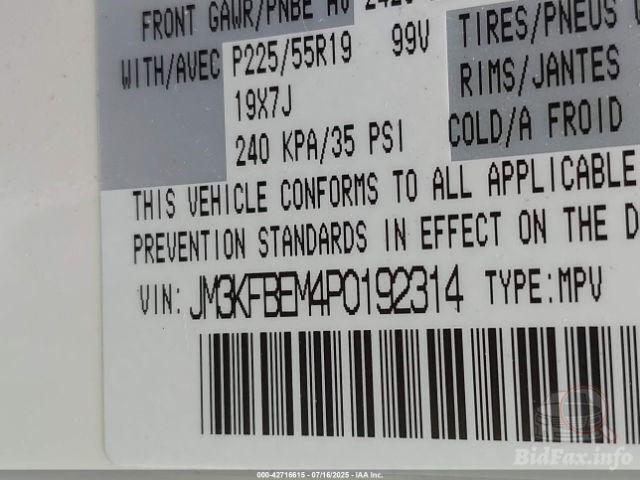 FRONT GAWR/PNBE AV
WITH/AVEC P225/55R19 99V TIRES/PNEUS
19X7J RIMS/JANTES
240 KPA/35 PSI COLD/A FROID
THIS VEHICLE CONFORMS TO ALL APPLICABLE
PREVENTION STANDARDS IN EFFECT ON THE D
VIN: JM3KFBEM4P0192314 TYPE:MPV
BidFax.info
000-42716615 - 07/16/2025 - IAA Inc.